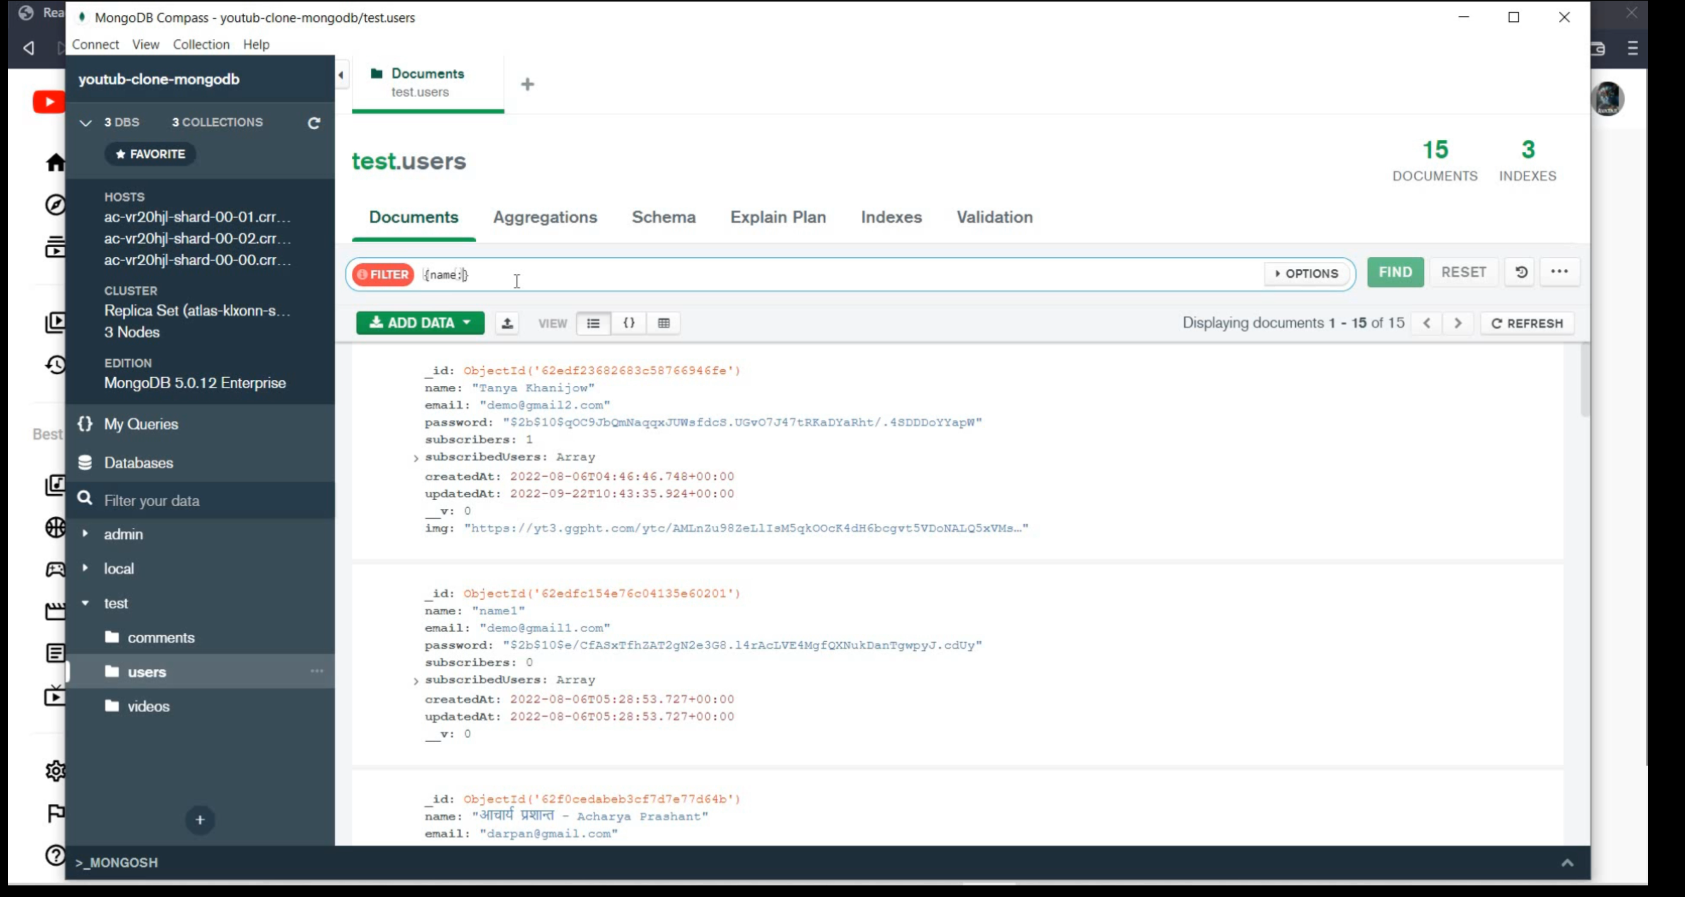 Rea
MongoDB Compass - youtub-clone-mongodb/test.users
Connect View Collection Help
youtub-clone-mongodb
3 DBS 3 COLLECTIONS
FAVORITE
HOSTS
ac-vr20hjl-shard-00-01.crr...
ac-vr20hjl-shard-00-02.crr...
ac-vr20hjl-shard-00-00.crr...
CLUSTER
Replica Set (atlas-klxonn-s...
3 Nodes
EDITION
MongoDB 5.0.12 Enterprise
{} My Queries
Databases
Filter your data
admin
local
test
comments
users
videos
Best
Documents
test.users
test.users
15
DOCUMENTS
3
INDEXES
Documents Aggregations Schema Explain Plan Indexes Validation
FILTER {name;} OPTIONS FIND RESET
ADD DATA VIEW {} Displaying documents 1 - 15 of 15 REFRESH
_id: ObjectId('62edf23682683c58766946fe')
name: "Tanya Khanijow"
email: "demo@gmail2.com"
password: "$2b$10$qOC9JbQmNaqqxJUWsfdcS.UGvO7J47tRKaDYaRht/.4SDDDoYYapW"
subscribers: 1
subscribedUsers: Array
createdAt: 2022-08-06T04:46:46.748+00:00
updatedAt: 2022-09-22T10:43:35.924+00:00
__v: 0
img: "https://yt3.ggpht.com/ytc/AMLnZu98ZeLlIsM5qkOOcK4dH6bcgvt5VDoNALQ5xVMs…"
_id: ObjectId('62edfc154e76c04135e60201')
name: "name1"
email: "demo@gmail1.com"
password: "$2b$10$e/CfASxTfhZAT2gN2e3G8.l4rAcLVE4MgfQXNukDanTgwpyJ.cdUy"
subscribers: 0
subscribedUsers: Array
createdAt: 2022-08-06T05:28:53.727+00:00
updatedAt: 2022-08-06T05:28:53.727+00:00
__v: 0
_id: ObjectId('62f0cedabeb3cf7d7e77d64b')
name: "आचार्य प्रशान्त - Acharya Prashant"
email: "darpan@gmail.com"
>_MONGOSH